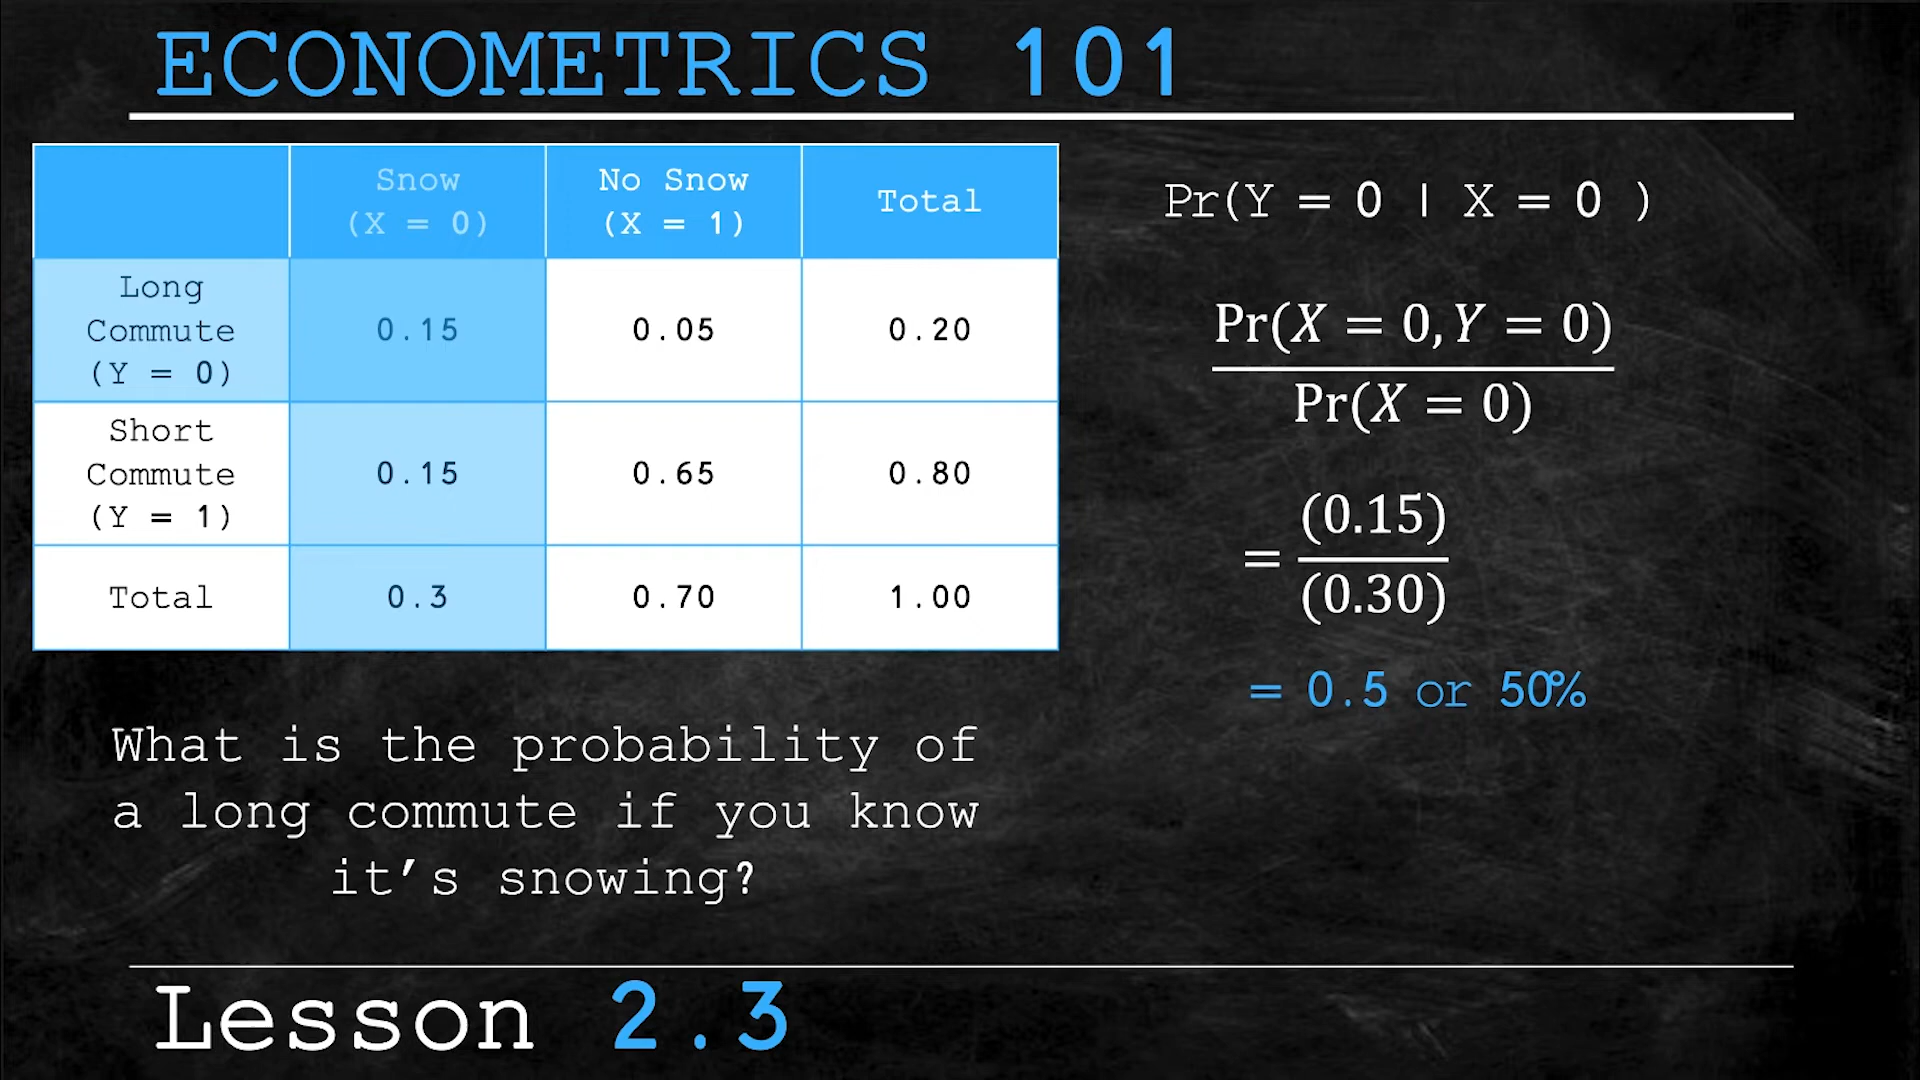 ECONOMETRICS 101
Snow
(X = 0)
No Snow
(X = 1)
Total
Long
Commute
(Y = 0)
0.15
0.05
0.20
Short
Commute
(Y = 1)
0.15
0.65
0.80
Total
0.3
0.70
1.00
What is the probability of
a long commute if you know
it’s snowing?
Pr(Y = 0 | X = 0 )
Pr(X = 0, Y = 0)
Pr(X = 0)
= (0.15)
(0.30)
= 0.5 or 50%
Lesson 2.3